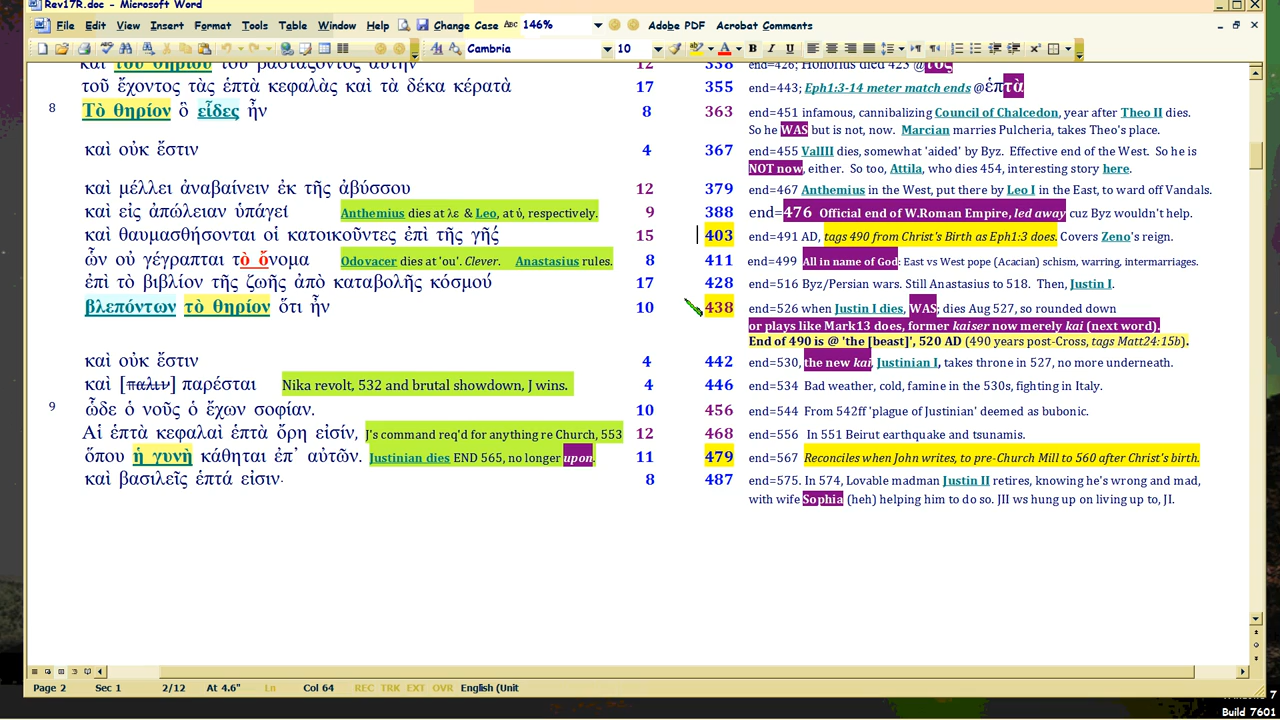 Rev17R.doc - Microsoft Word
File Edit View Insert Format Tools Table Window Help Change Case ABC 146% Adobe PDF Acrobat Comments
Cambria 10 B I U
καὶ τοῦ θηρίου τοῦ βαστάζοντος αὐτὴν 12 338 end=426; Honorius died 423 @τος
τοῦ ἔχοντος τὰς ἑπτὰ κεφαλὰς καὶ τὰ δέκα κέρατὰ 17 355 end=443; Eph1:3-14 meter match ends @ἑπτὰ
8 Τὸ θηρίον ὃ εἶδες ἦν 8 363 end=451 infamous, cannibalizing Council of Chalcedon, year after Theo II dies.
So he WAS but is not, now. Marcian marries Pulcheria, takes Theo's place.
καὶ οὐκ ἔστιν 4 367 end=455 ValIII dies, somewhat 'aided' by Byz. Effective end of the West. So he is
NOT now, either. So too, Attila, who dies 454, interesting story here.
καὶ μέλλει ἀναβαίνειν ἐκ τῆς ἀβύσσου 12 379 end=467 Anthemius in the West, put there by Leo I in the East, to ward off Vandals.
καὶ εἰς ἀπώλειαν ὑπάγεί Anthemius dies at λε & Leo, at ύ, respectively. 9 388 end=476 Official end of W.Roman Empire, led away cuz Byz wouldn't help.
καὶ θαυμασθήσονται οἱ κατοικοῦντες ἐπὶ τῆς γῆς 15 403 end=491 AD, tags 490 from Christ's Birth as Eph1:3 does. Covers Zeno's reign.
ὧν οὐ γέγραπται τὸ ὄνομα Odovacer dies at 'ou'. Clever. Anastasius rules. 8 411 end=499 All in name of God: East vs West pope (Acacian) schism, warring, intermarriages.
ἐπὶ τὸ βιβλίον τῆς ζωῆς ἀπὸ καταβολῆς κόσμού 17 428 end=516 Byz/Persian wars. Still Anastasius to 518. Then, Justin I.
βλεπόντων τὸ θηρίον ὅτι ἦν 10 438 end=526 when Justin I dies, WAS; dies Aug 527, so rounded down
or plays like Mark13 does, former kaiser now merely kai (next word).
End of 490 is @ 'the [beast]', 520 AD (490 years post-Cross, tags Matt24:15b).
καὶ οὐκ ἔστιν 4 442 end=530, the new kai, Justinian I, takes throne in 527, no more underneath.
καὶ [παλιν] παρέσται Nika revolt, 532 and brutal showdown, J wins. 4 446 end=534 Bad weather, cold, famine in the 530s, fighting in Italy.
9 ὧδε ὁ νοῦς ὁ ἔχων σοφίαν. 10 456 end=544 From 542ff 'plague of Justinian' deemed as bubonic.
Αἱ ἑπτὰ κεφαλαὶ ἑπτὰ ὄρη εἰσίν, J's command req'd for anything re Church, 553 12 468 end=556 In 551 Beirut earthquake and tsunamis.
ὅπου ἡ γυνὴ κάθηται ἐπ᾽ αὐτῶν. Justinian dies END 565, no longer upon. 11 479 end=567 Reconciles when John writes, to pre-Church Mill to 560 after Christ's birth.
καὶ βασιλεῖς ἑπτά εἰσιν· 8 487 end=575. In 574, Lovable madman Justin II retires, knowing he's wrong and mad,
with wife Sophia (heh) helping him to do so. JII ws hung up on living up to, JI.
Page 2 Sec 1 2/12 At 4.6" Ln Col 64 REC TRK EXT OVR English (Unit
7
Build 7601